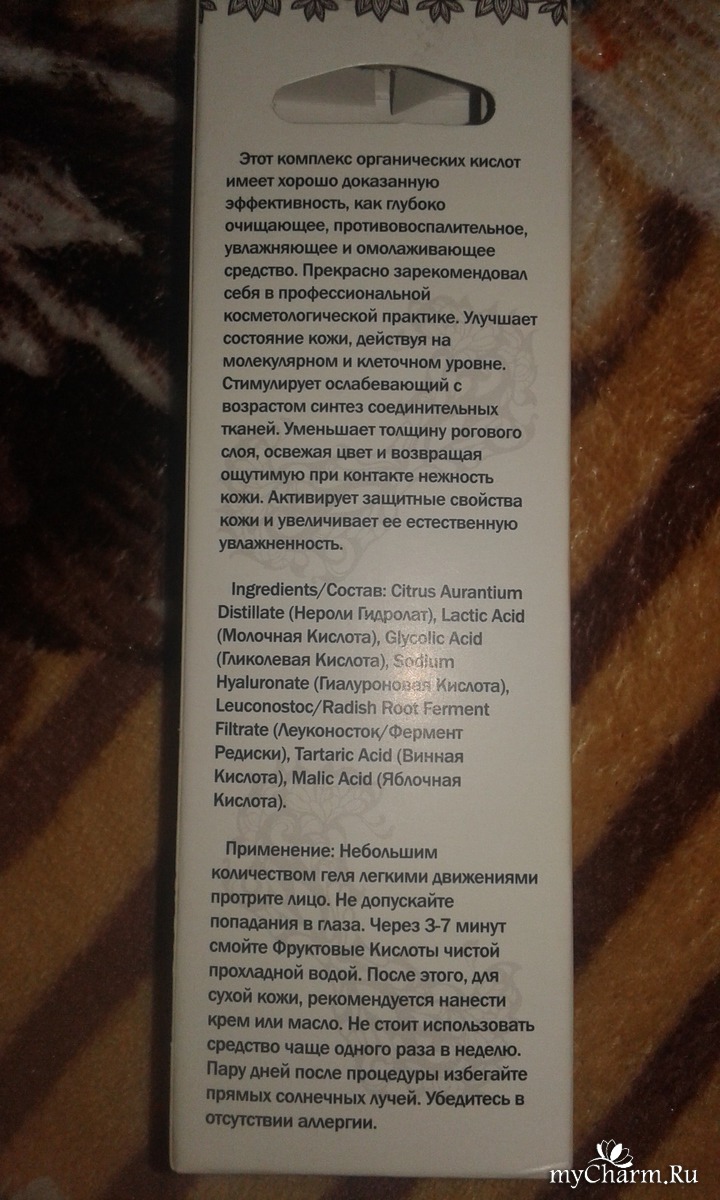 Этот комплекс органических кислот
имеет хорошо доказанную
эффективность, как глубоко
очищающее, противовоспалительное,
увлажняющее и омолаживающее
средство. Прекрасно зарекомендовал
себя в профессиональной
косметологической практике. Улучшает
состояние кожи, действуя на
молекулярном и клеточном уровне.
Стимулирует ослабевающий с
возрастом синтез соединительных
тканей. Уменьшает толщину рогового
слоя, освежая цвет и возвращая
ощутимую при контакте нежность
кожи. Активирует защитные свойства
кожи и увеличивает ее естественную
увлажненность.
Ingredients/Состав: Citrus Aurantium
Distillate (Нероли Гидролат), Lactic Acid
(Молочная Кислота), Glycolic Acid
(Гликолевая Кислота), Sodium
Hyaluronate (Гиалуроновая Кислота),
Leuconostoc/Radish Root Ferment
Filtrate (Леуконосток/Фермент
Редиски), Tartaric Acid (Винная
Кислота), Malic Acid (Яблочная
Кислота).
Применение: Небольшим
количеством геля легкими движениями
протрите лицо. Не допускайте
попадания в глаза. Через 3-7 минут
смойте Фруктовые Кислоты чистой
прохладной водой. После этого, для
сухой кожи, рекомендуется нанести
крем или масло. Не стоит использовать
средство чаще одного раза в неделю.
Пару дней после процедуры избегайте
прямых солнечных лучей. Убедитесь в
отсутствии аллергии.
myCharm.Ru